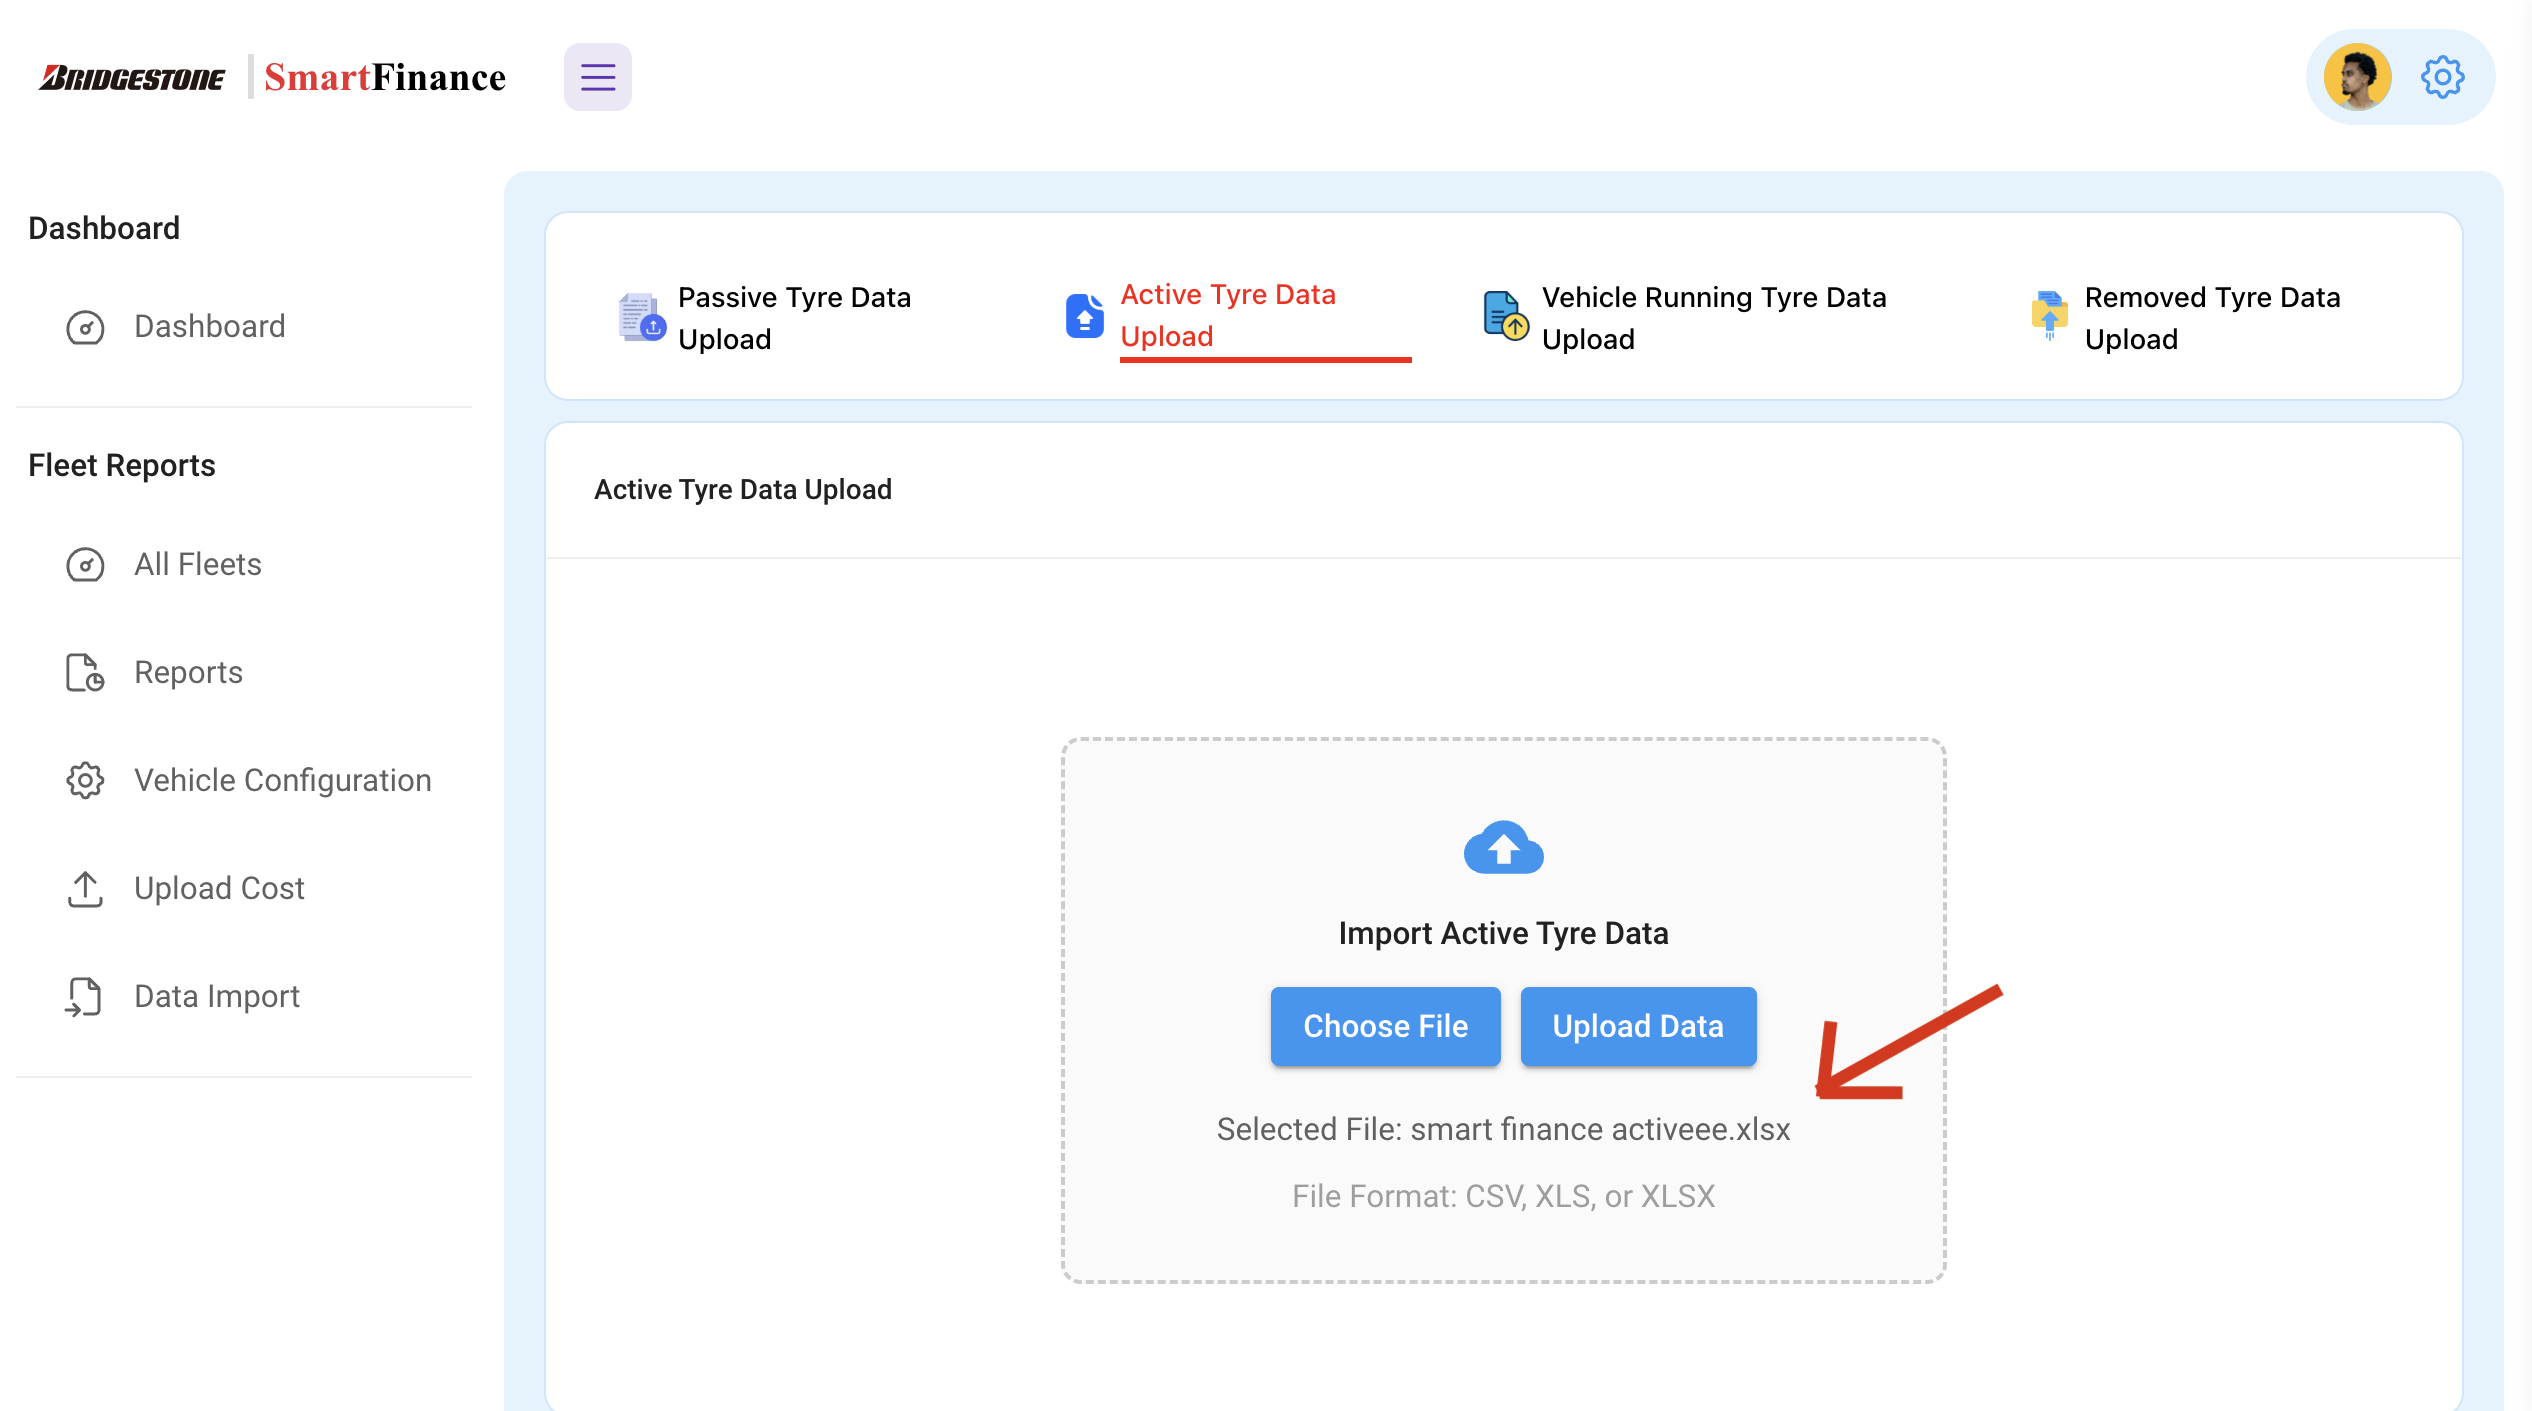 BRIDGESTONE SmartFinance
Dashboard
Dashboard
Fleet Reports
All Fleets
Reports
Vehicle Configuration
Upload Cost
Data Import
Passive Tyre Data
Upload
Active Tyre Data
Upload
Vehicle Running Tyre Data
Upload
Removed Tyre Data
Upload
Active Tyre Data Upload
Import Active Tyre Data
Choose File
Upload Data
Selected File: smart finance activeee.xlsx
File Format: CSV, XLS, or XLSX